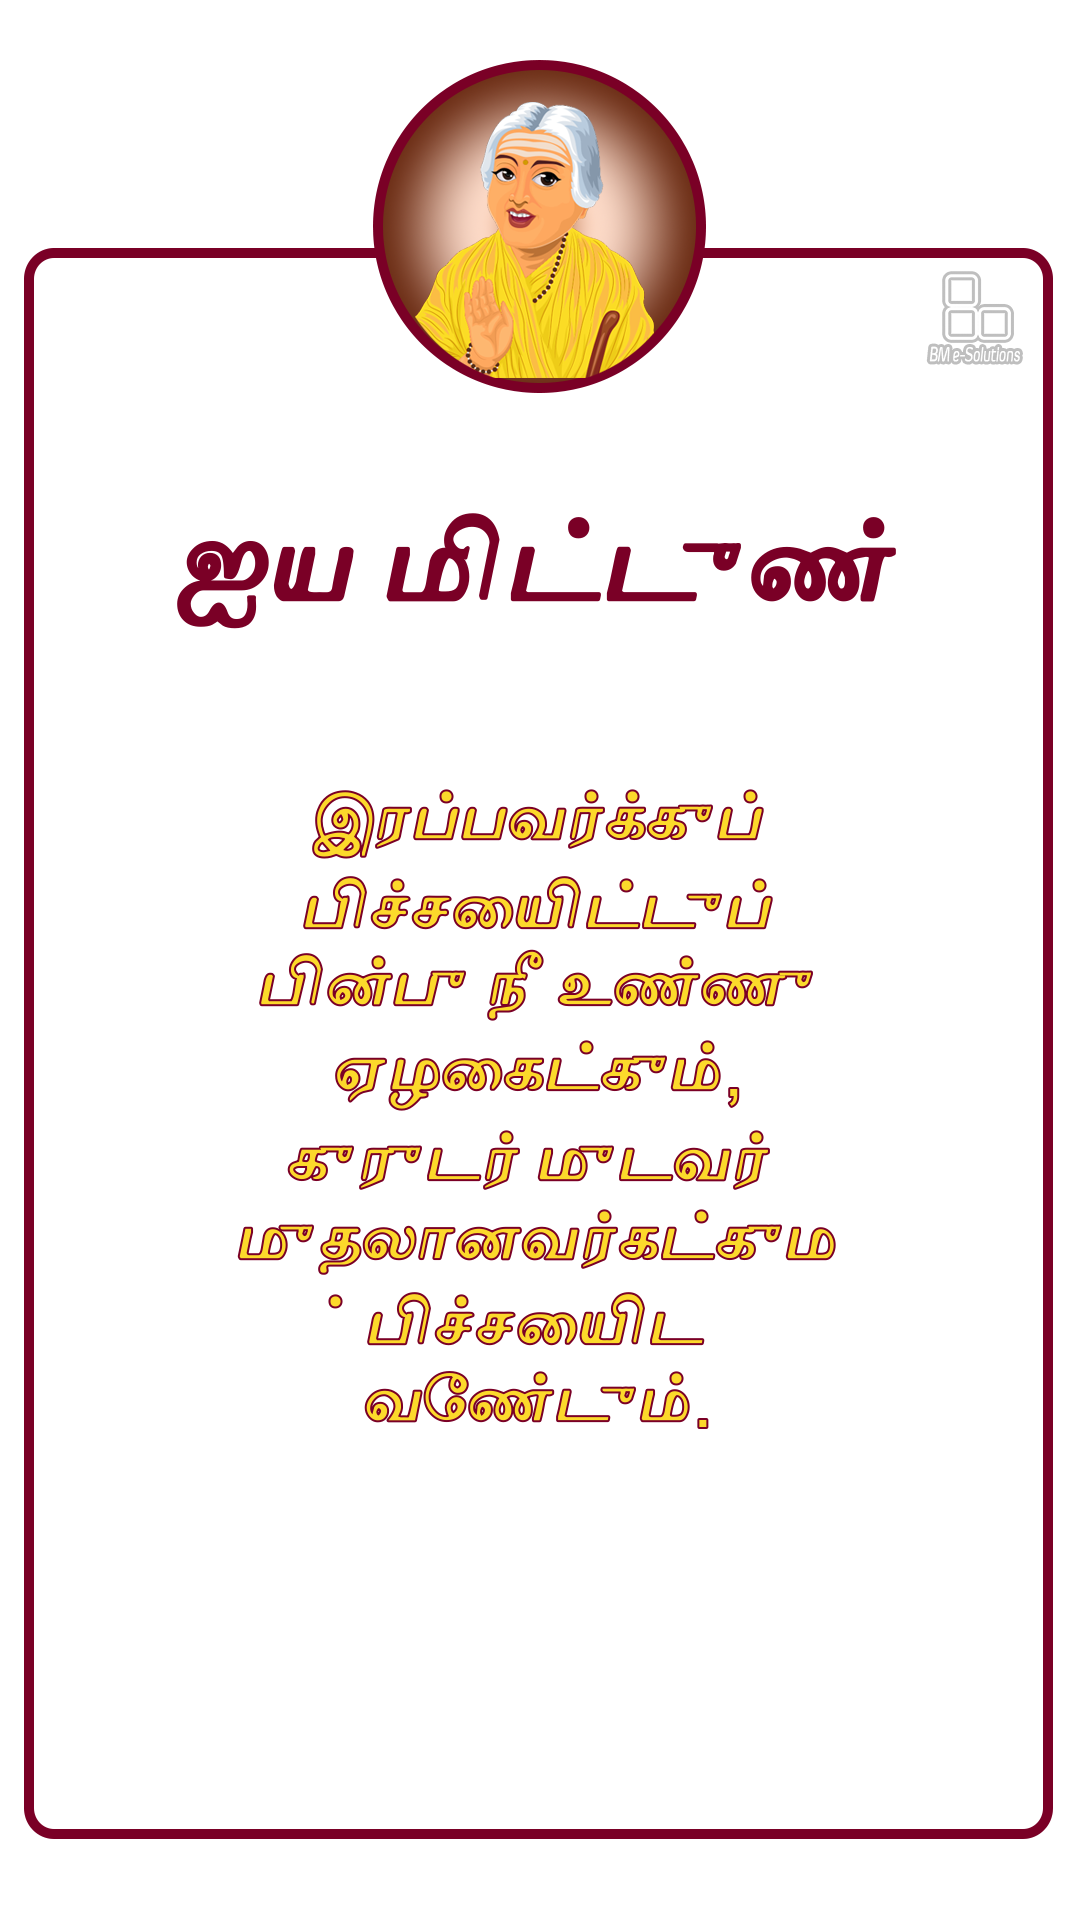 BM e-Solutions
ஐய மிட்டுண்
இரப்பவர்க்குப்
பிச்சையிட்டுப்
பின்பு நீ உண்ணு
ஏழைகட்கும்,
குருடர் முடவர்
முதலானவர்கட்கும
் பிச்சையிட
வேண்டும்.